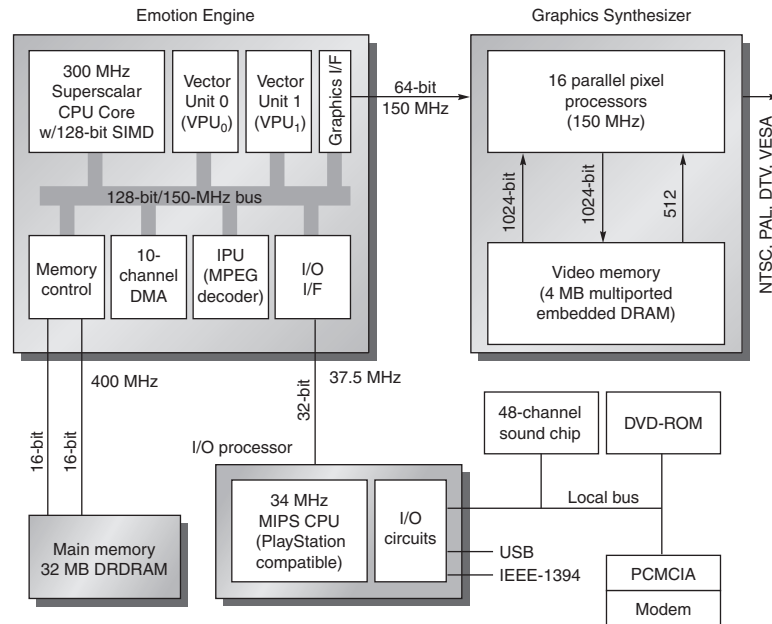 Emotion Engine
Graphics Synthesizer
300 MHz
Superscalar
CPU Core
w/128-bit SIMD
Vector
Unit 0
(VPU0)
Vector
Unit 1
(VPU1)
Graphics I/F
64-bit
150 MHz
16 parallel pixel
processors
(150 MHz)
NTSC, PAL, DTV, VESA
128-bit/150-MHz bus
1024-bit
1024-bit
512
Memory
control
10-
channel
DMA
IPU
(MPEG
decoder)
I/O
I/F
Video memory
(4 MB multiported
embedded DRAM)
16-bit
16-bit
400 MHz
32-bit
37.5 MHz
I/O processor
48-channel
sound chip
DVD-ROM
Main memory
32 MB DRDRAM
34 MHz
MIPS CPU
(PlayStation
compatible)
I/O
circuits
Local bus
USB
IEEE-1394
PCMCIA
Modem